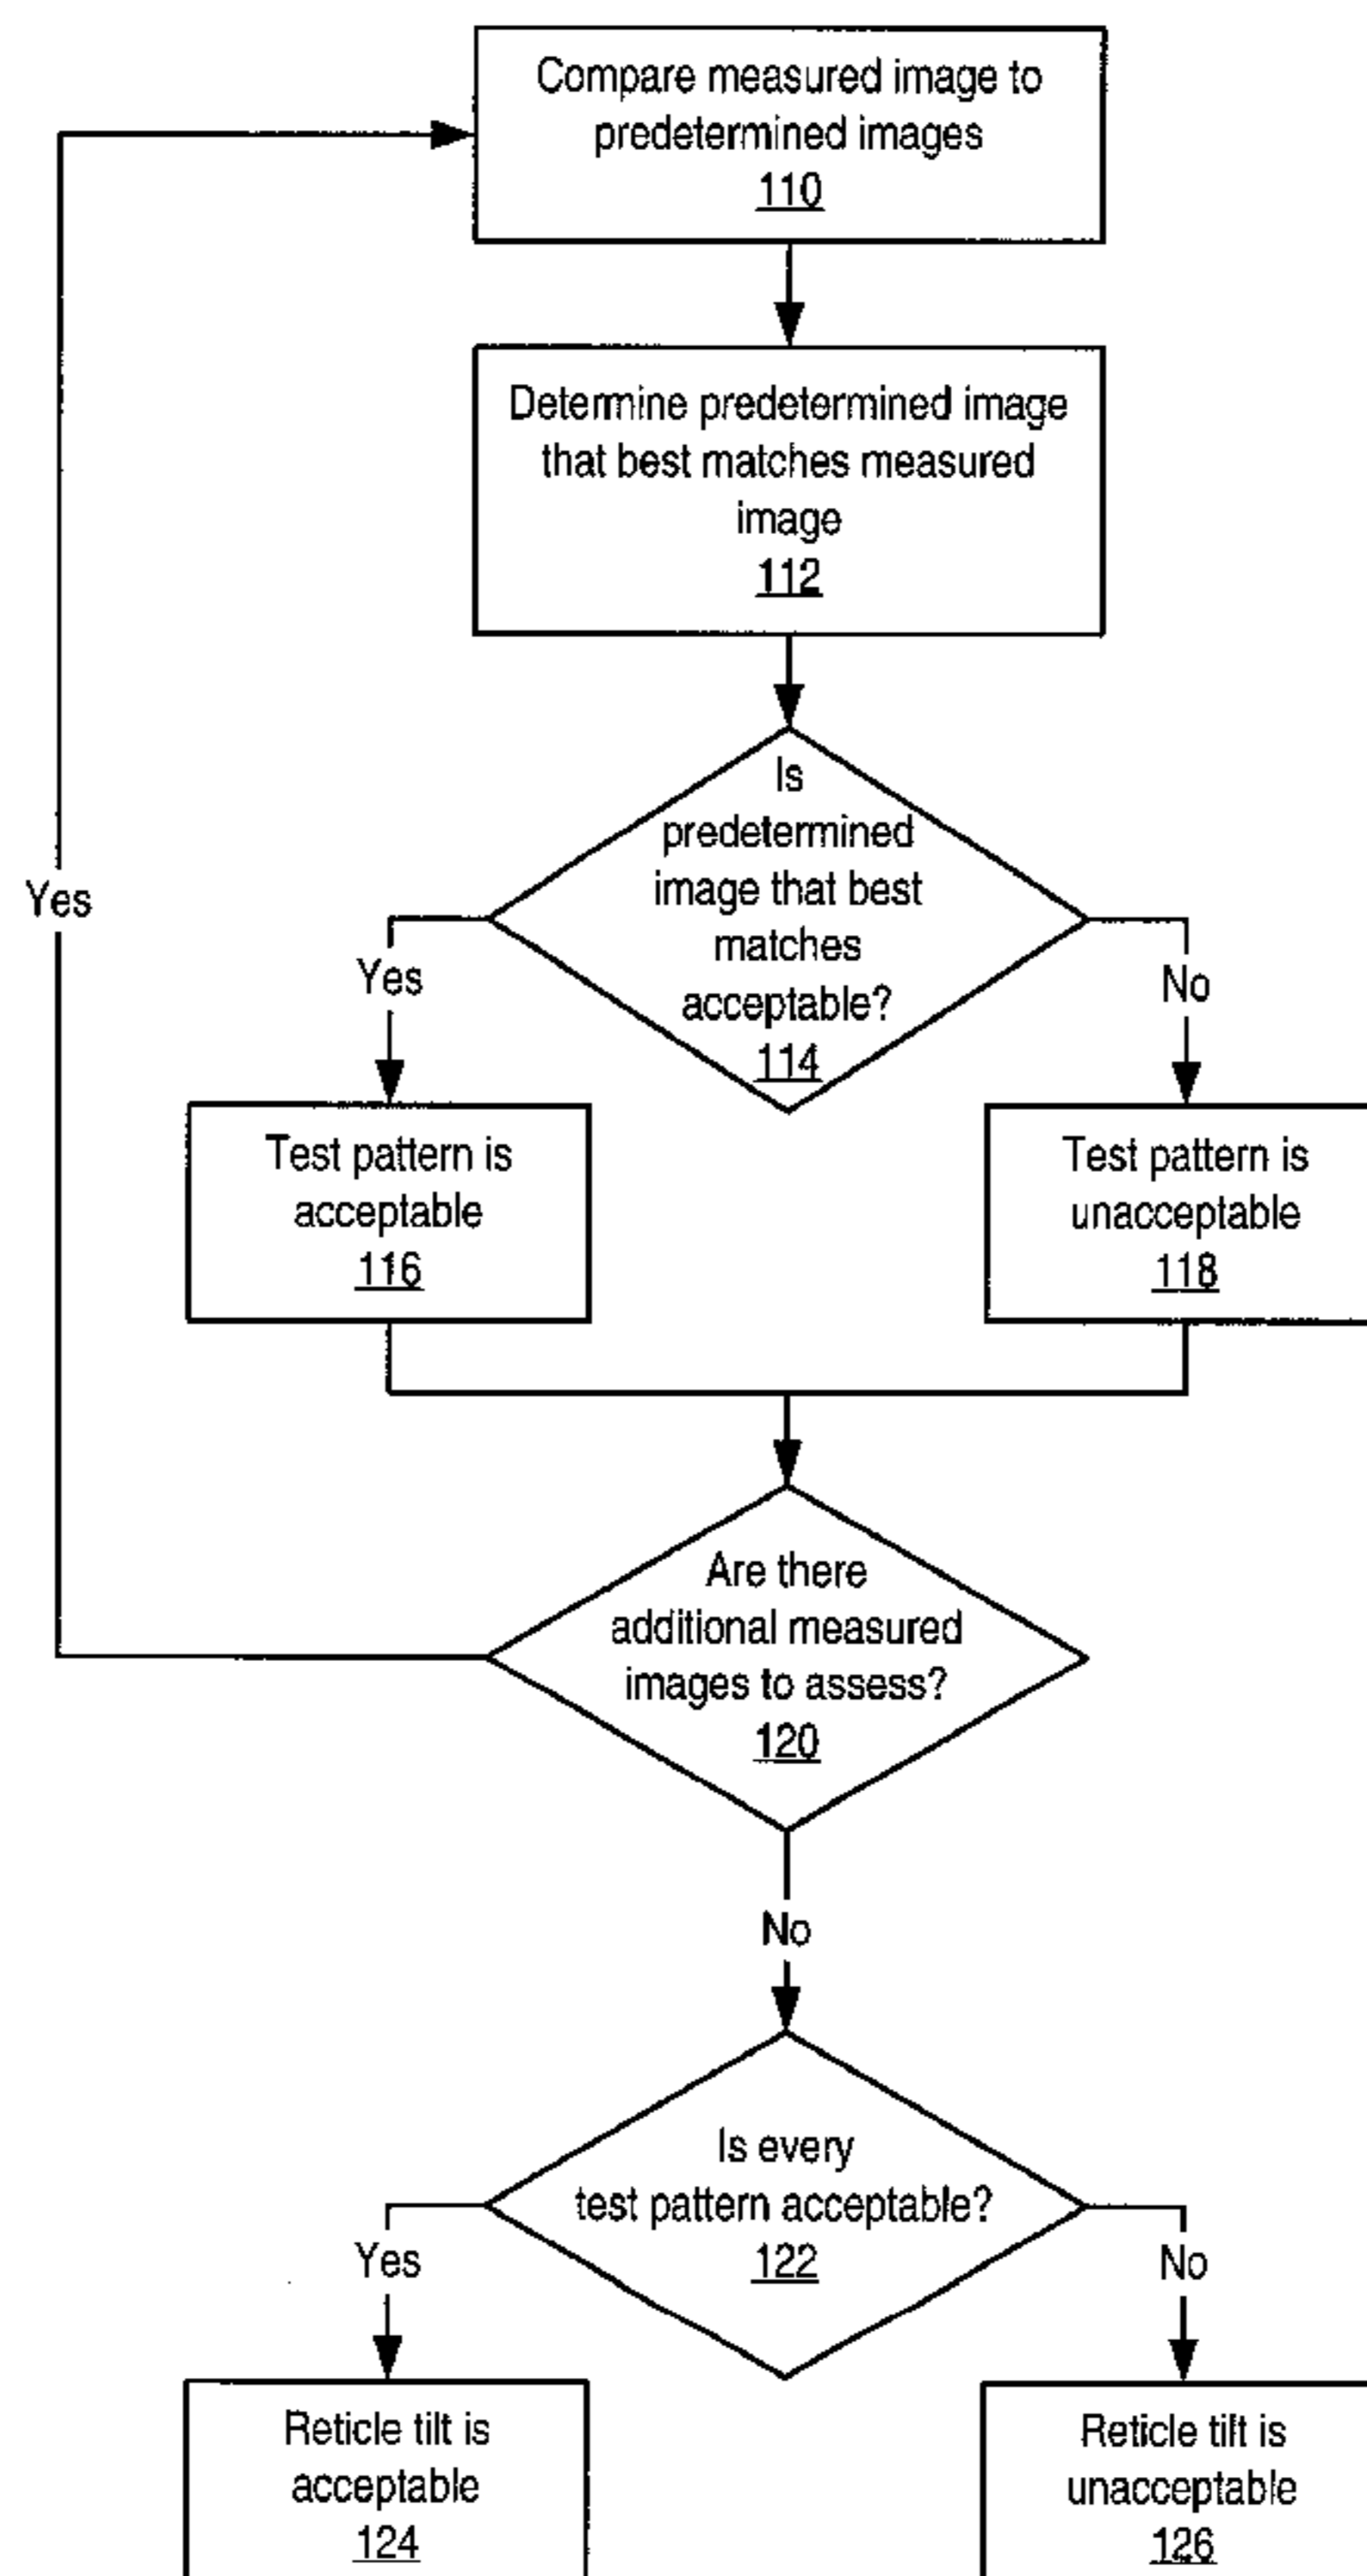 Compare measured image to
predetermined images
110
Determine predetermined image
that best matches measured
image
112
Is
predetermined
image that best
matches
acceptable?
114
Yes
Yes
No
Test pattern is
acceptable
116
Test pattern is
unacceptable
118
Are there
additional measured
images to assess?
120
No
Is every
test pattern acceptable?
122
Yes
No
Reticle tilt is
acceptable
124
Reticle tilt is
unacceptable
126